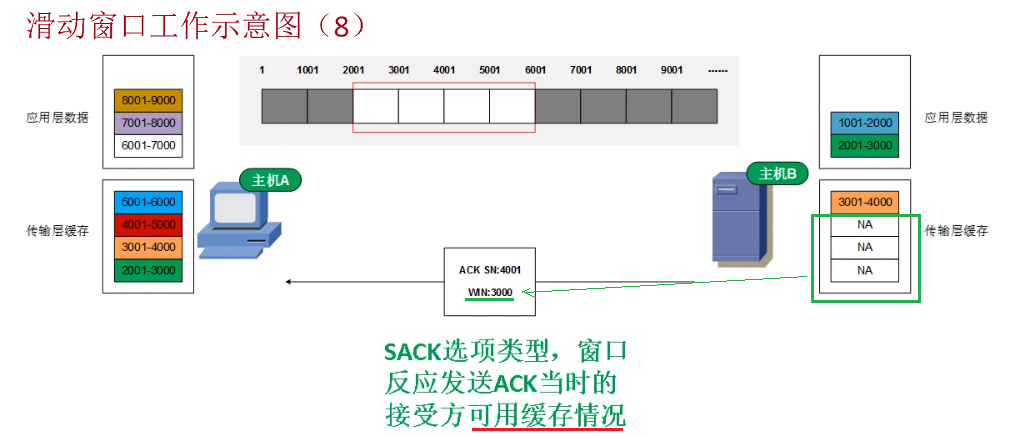 滑动窗口工作示意图（8）
1 1001 2001 3001 4001 5001 6001 7001 8001 9001 ······
应用层数据
8001-9000
7001-8000
6001-7000
1001-2000
2001-3000
应用层数据
主机A
主机B
传输层缓存
5001-6000
4001-5000
3001-4000
2001-3000
3001-4000
NA
NA
NA
传输层缓存
ACK SN:4001
WIN:3000
SACK选项类型，窗口
反应发送ACK当时的
接受方可用缓存情况